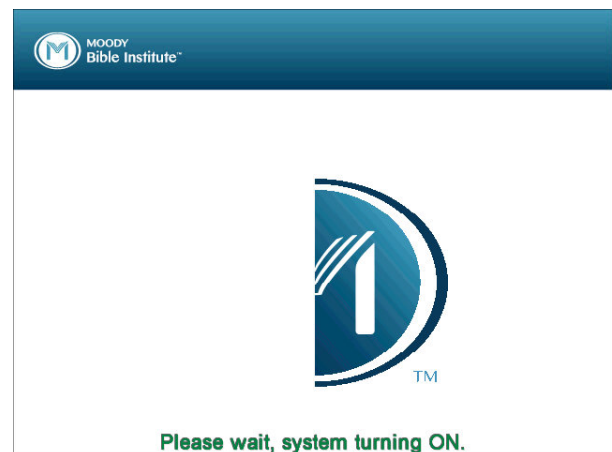 M MOODY
Bible Institute™
M
TM
Please wait, system turning ON.